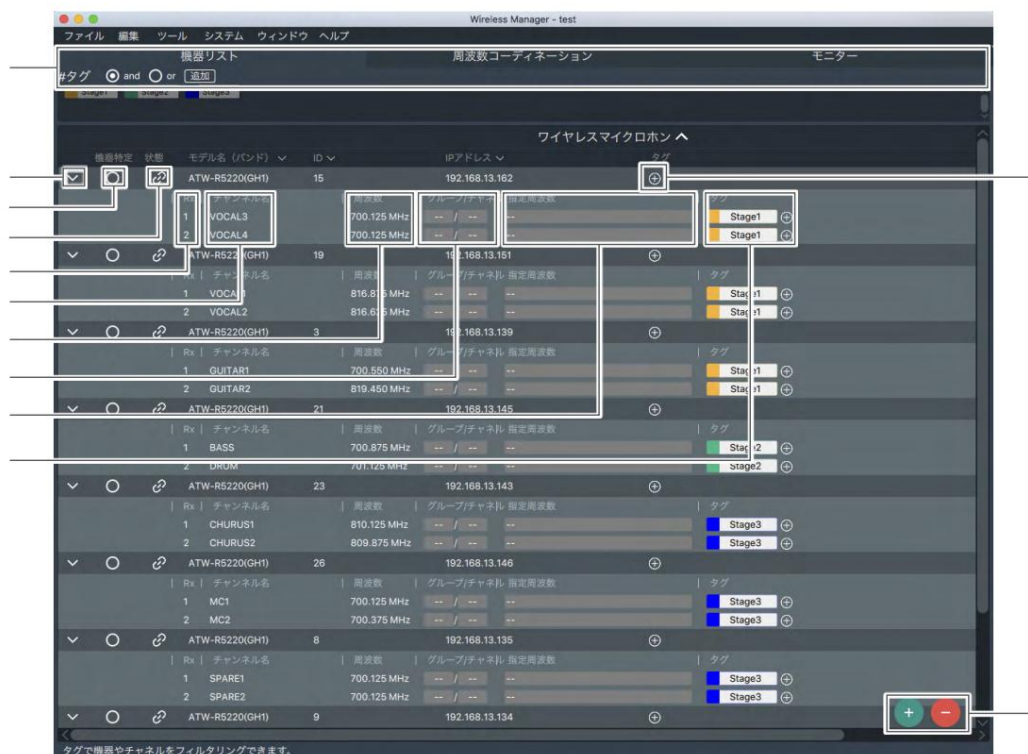 Wireless Manager - test
ファイル 編集 ツール システム ウィンドウ ヘルプ
機器リスト 周波数コーディネーション モニター
#タグ and or 追加
Stage1 Stage2 Stage3
ワイヤレスマイクロホン
機器特定 状態 モデル名 (バンド) ID IPアドレス タグ
ATW-R5220(GH1) 15 192.168.13.162
Rx チャンネル名 周波数 グループ/チャネル 指定周波数 タグ
1 VOCAL3 700.125 MHz -- / -- -- Stage1
2 VOCAL4 700.125 MHz -- / -- -- Stage1
ATW-R5220(GH1) 19 192.168.13.151
Rx チャンネル名 周波数 グループ/チャネル 指定周波数 タグ
1 VOCAL1 816.875 MHz -- / -- -- Stage1
2 VOCAL2 816.625 MHz -- / -- -- Stage1
ATW-R5220(GH1) 3 192.168.13.139
Rx チャンネル名 周波数 グループ/チャネル 指定周波数 タグ
1 GUITAR1 700.550 MHz -- / -- -- Stage1
2 GUITAR2 819.450 MHz -- / -- -- Stage1
ATW-R5220(GH1) 21 192.168.13.145
Rx チャンネル名 周波数 グループ/チャネル 指定周波数 タグ
1 BASS 700.875 MHz -- / -- -- Stage2
2 DRUM 701.125 MHz -- / -- -- Stage2
ATW-R5220(GH1) 23 192.168.13.143
Rx チャンネル名 周波数 グループ/チャネル 指定周波数 タグ
1 CHURUS1 810.125 MHz -- / -- -- Stage3
2 CHURUS2 809.875 MHz -- / -- -- Stage3
ATW-R5220(GH1) 26 192.168.13.146
Rx チャンネル名 周波数 グループ/チャネル 指定周波数 タグ
1 MC1 700.125 MHz -- / -- -- Stage3
2 MC2 700.375 MHz -- / -- -- Stage3
ATW-R5220(GH1) 8 192.168.13.135
Rx チャンネル名 周波数 グループ/チャネル 指定周波数 タグ
1 SPARE1 700.125 MHz -- / -- -- Stage3
2 SPARE2 700.125 MHz -- / -- -- Stage3
ATW-R5220(GH1) 9 192.168.13.134
タグで機器やチャネルをフィルタリングできます。